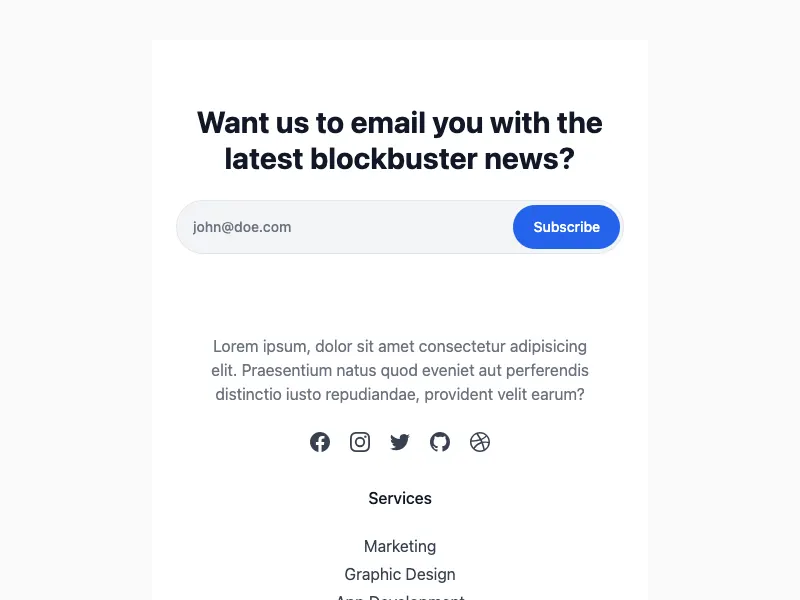 Want us to email you with the
latest blockbuster news?
john@doe.com
Subscribe
Lorem ipsum, dolor sit amet consectetur adipisicing
elit. Praesentium natus quod eveniet aut perferendis
distinctio iusto repudiandae, provident velit earum?
Services
Marketing
Graphic Design
App Development